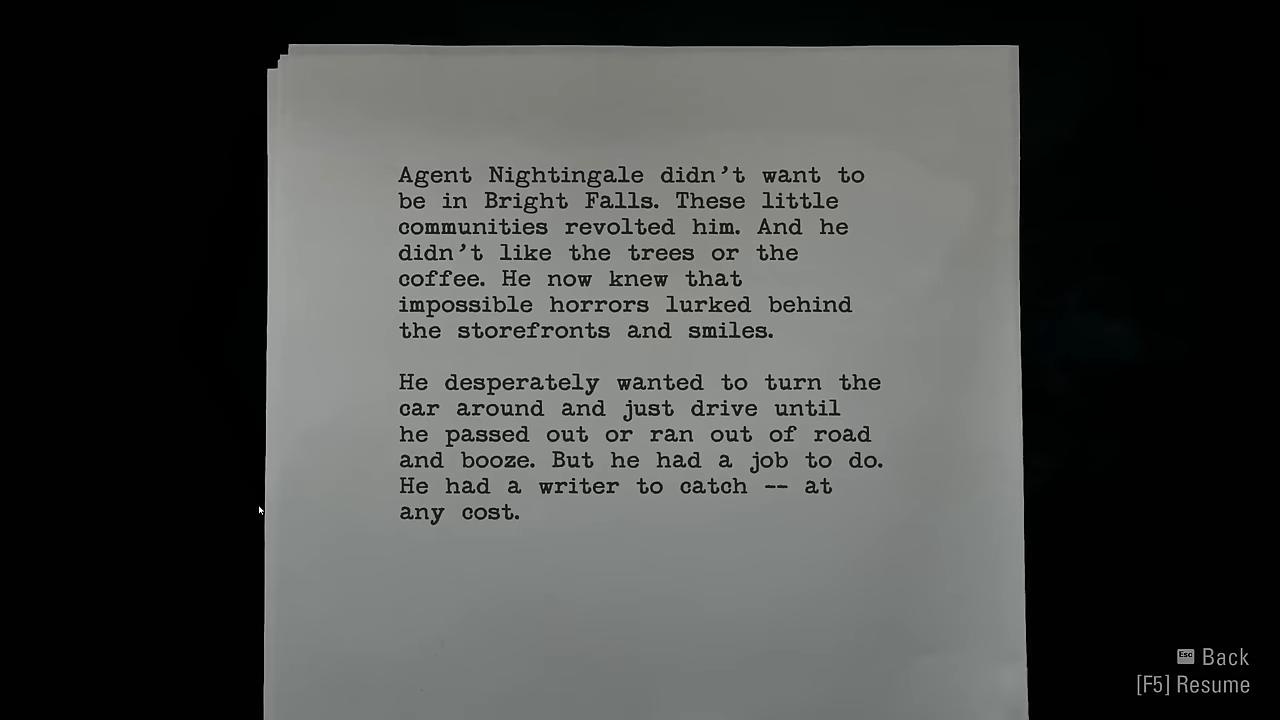 Agent Nightingale didn't want to
be in Bright Falls. These little
communities revolted him. And he
didn't like the trees or the
coffee. He now knew that
impossible horrors lurked behind
the storefronts and smiles.
He desperately wanted to turn the
car around and just drive until
he passed out or ran out of road
and booze. But he had a job to do.
He had a writer to catch -- at
any cost.
Esc Back
[F5] Resume